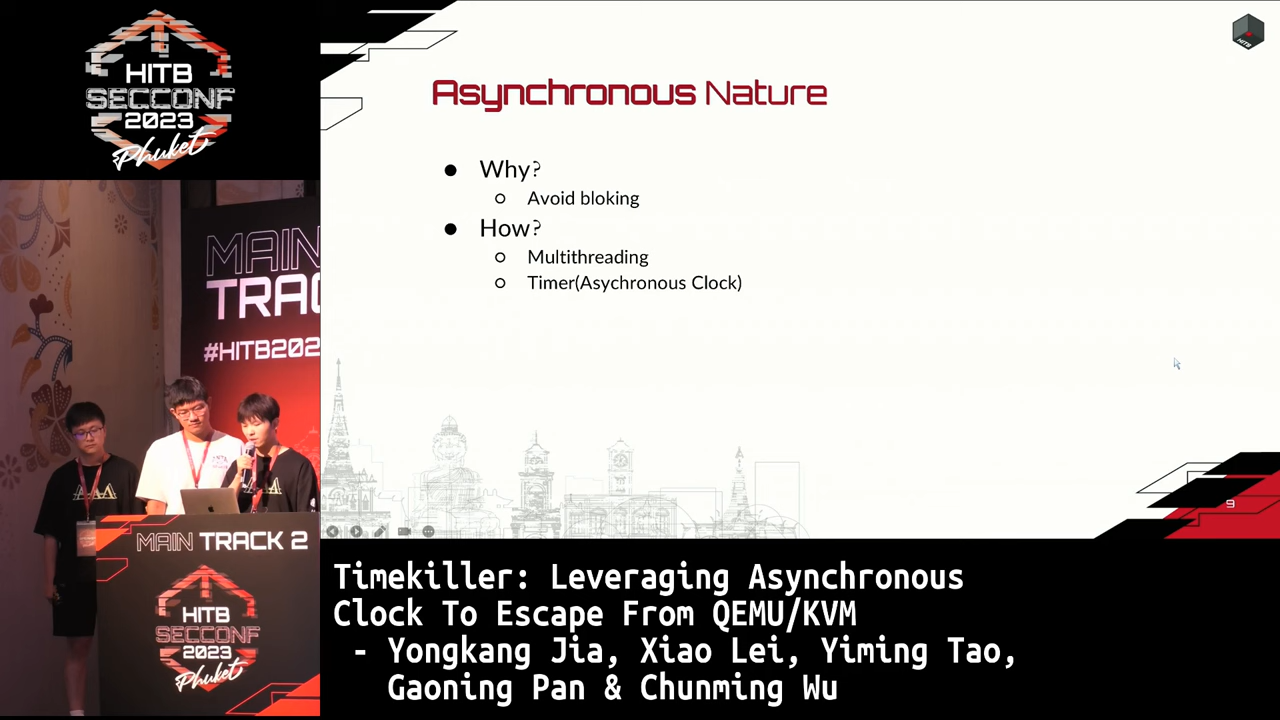 HITB
SECCONF
2023
Phuket
HITB
Asynchronous Nature
● Why?
○ Avoid bloking
● How?
○ Multithreading
○ Timer(Asychronous Clock)
9
MAIN
TRAC
#HITB202
MAIN TRACK 2
HITB
SECCONF
2023
Phuket
Timekiller: Leveraging Asynchronous
Clock To Escape From QEMU/KVM
- Yongkang Jia, Xiao Lei, Yiming Tao,
Gaoning Pan & Chunming Wu